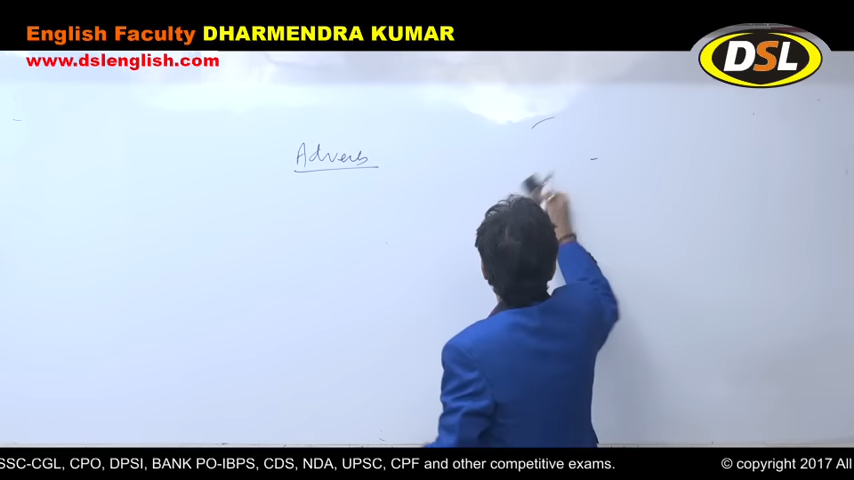 English Faculty DHARMENDRA KUMAR
www.dslenglish.com
DSL
Adverb
SSC-CGL, CPO, DPSI, BANK PO-IBPS, CDS, NDA, UPSC, CPF and other competitive exams.
©copyright 2017 All